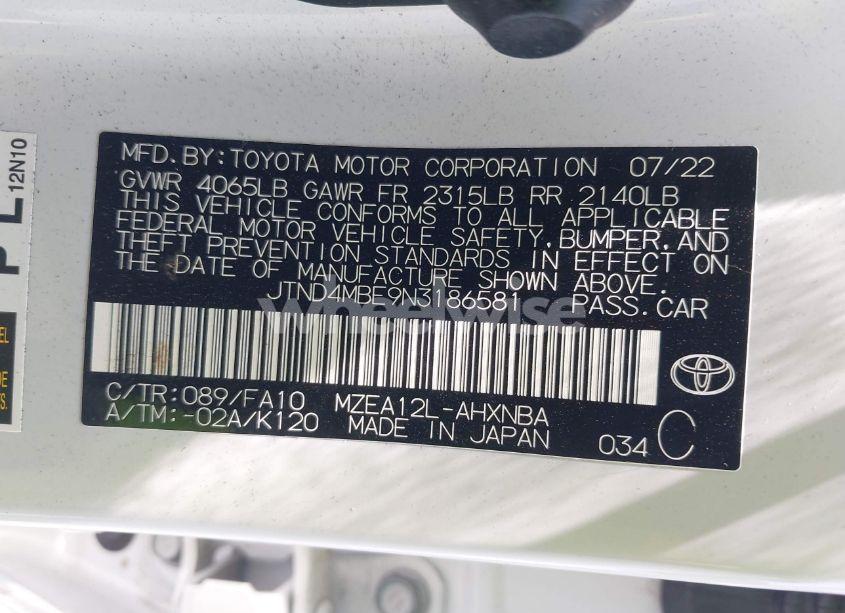 MFD.BY:TOYOTA MOTOR CORPORATION 07/22
GVWR 4065LB GAWR FR 2315LB RR 2140LB
THIS VEHICLE CONFORMS TO ALL APPLICABLE
FEDERAL MOTOR VEHICLE SAFETY,BUMPER,AND
THEFT PREVENTION STANDARDS IN EFFECT ON
THE DATE OF MANUFACTURE SHOWN ABOVE.
JTND4MBE9N3186581 PASS.CAR
wheelwise
C/TR:089/FA10 MZEA12L-AHXNBA
A/TM:-02A/K120 MADE IN JAPAN 034 C
P L
12N10